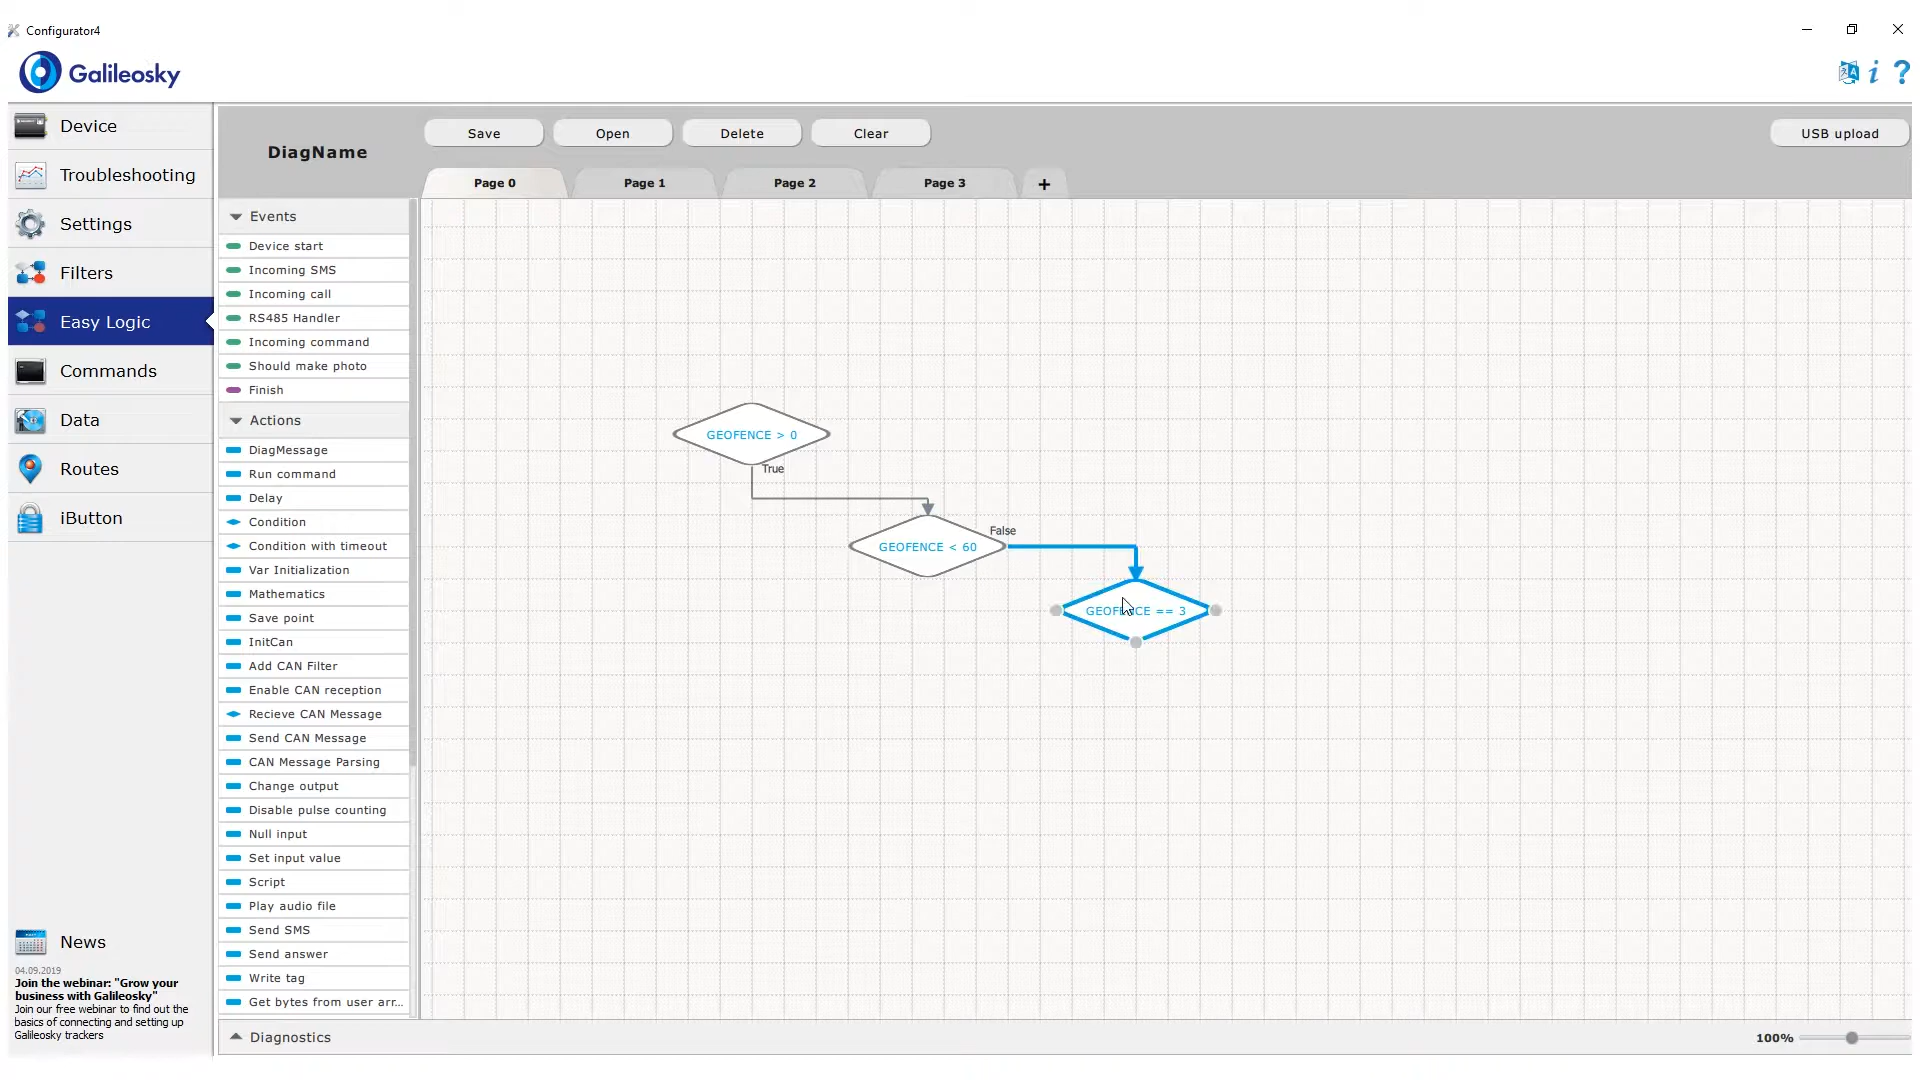 Configurator4
Galileosky
Device
Troubleshooting
Settings
Filters
Easy Logic
Commands
Data
Routes
iButton
News
04.09.2019
Join the webinar: "Grow your
business with Galileosky"
Join our free webinar to find out the
basics of connecting and setting up
Galileosky trackers
DiagName
Save
Open
Delete
Clear
USB upload
Page 0
Page 1
Page 2
Page 3
+
Events
Device start
Incoming SMS
Incoming call
RS485 Handler
Incoming command
Should make photo
Finish
Actions
DiagMessage
Run command
Delay
Condition
Condition with timeout
Var Initialization
Mathematics
Save point
InitCan
Add CAN Filter
Enable CAN reception
Recieve CAN Message
Send CAN Message
CAN Message Parsing
Change output
Disable pulse counting
Null input
Set input value
Script
Play audio file
Send SMS
Send answer
Write tag
Get bytes from user arr...
GEOFENCE > 0
True
GEOFENCE < 60
False
GEOFENCE == 3
Diagnostics
100%